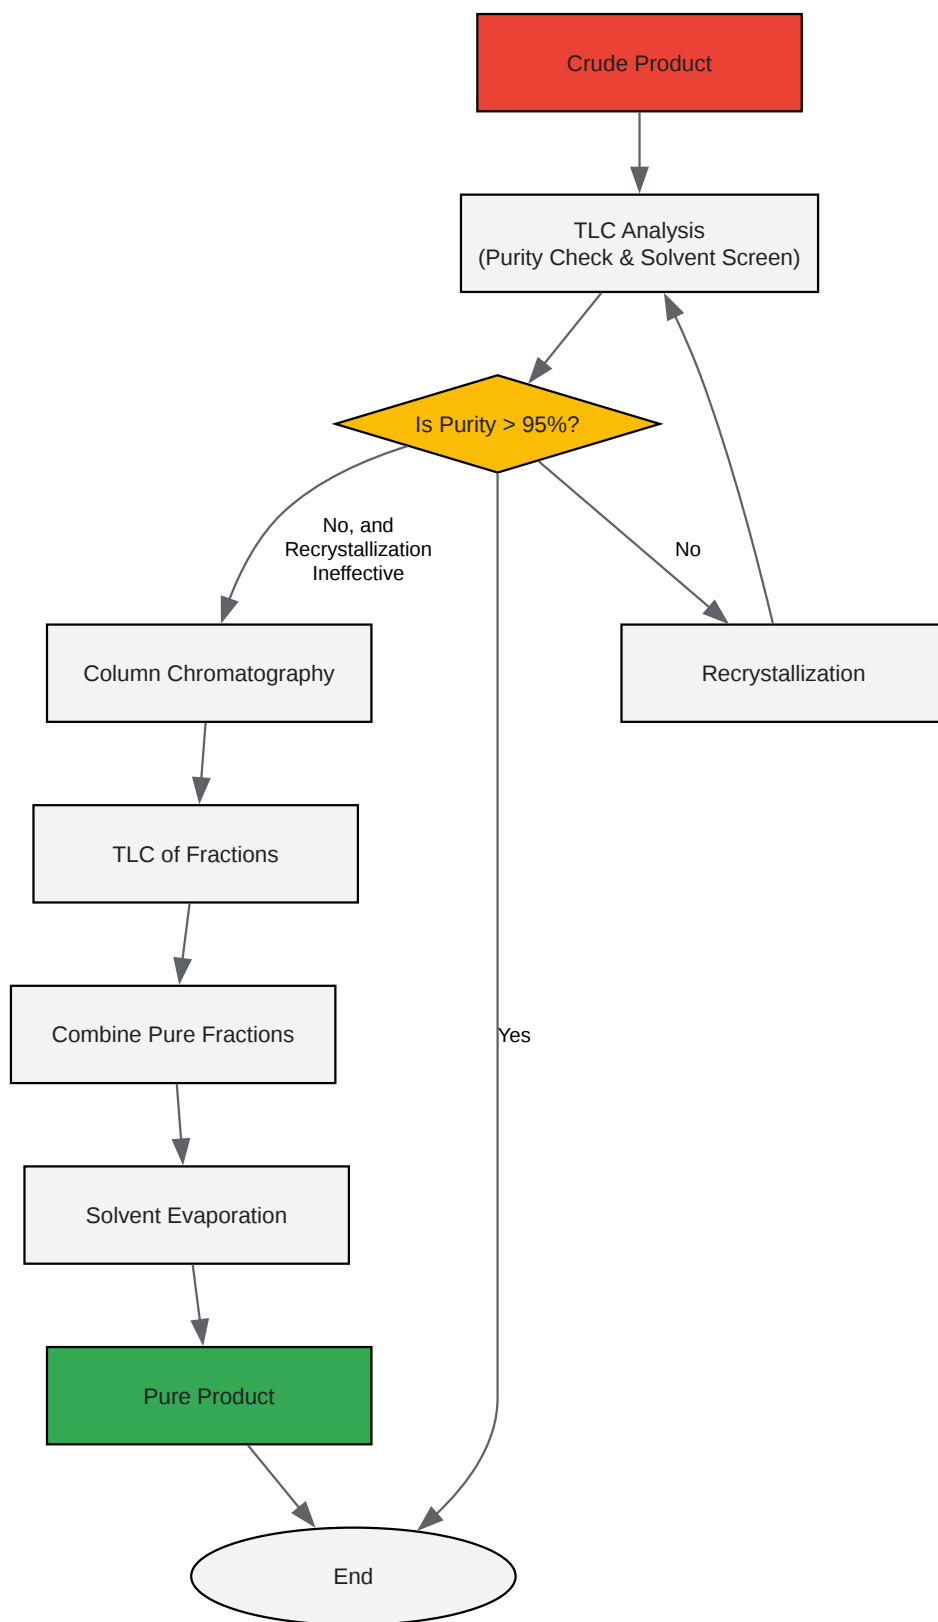 Crude Product
TLC Analysis
(Purity Check & Solvent Screen)
Is Purity > 95%?
No, and
Recrystallization
Ineffective
No
Column Chromatography
Recrystallization
TLC of Fractions
Combine Pure Fractions
Yes
Solvent Evaporation
Pure Product
End